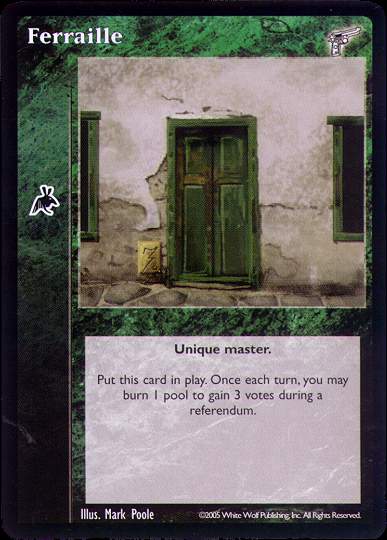 Ferraille
Unique master.
Put this card in play. Once each turn, you may
burn 1 pool to gain 3 votes during a
referendum.
Illus. Mark Poole
©2005 White Wolf Publishing, Inc. All Rights Reserved.